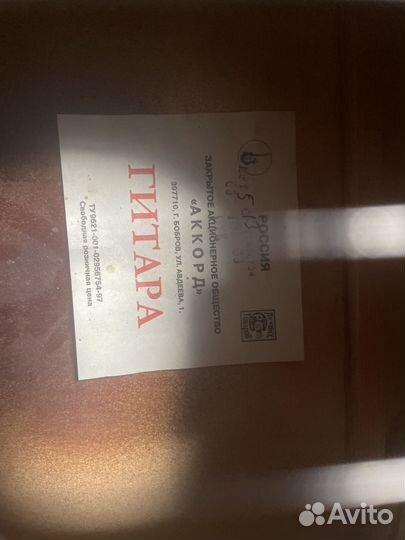 РОССИЯ
ЗАКРЫТОЕ АКЦИОНЕРНОЕ ОБЩЕСТВО
«АККОРД»
397710, Г. БОБРОВ, УЛ. АВДЕЕВА, 1.
ГИТАРА
ТУ 9621-001-02956754-97
Свободная розничная цена
Avito